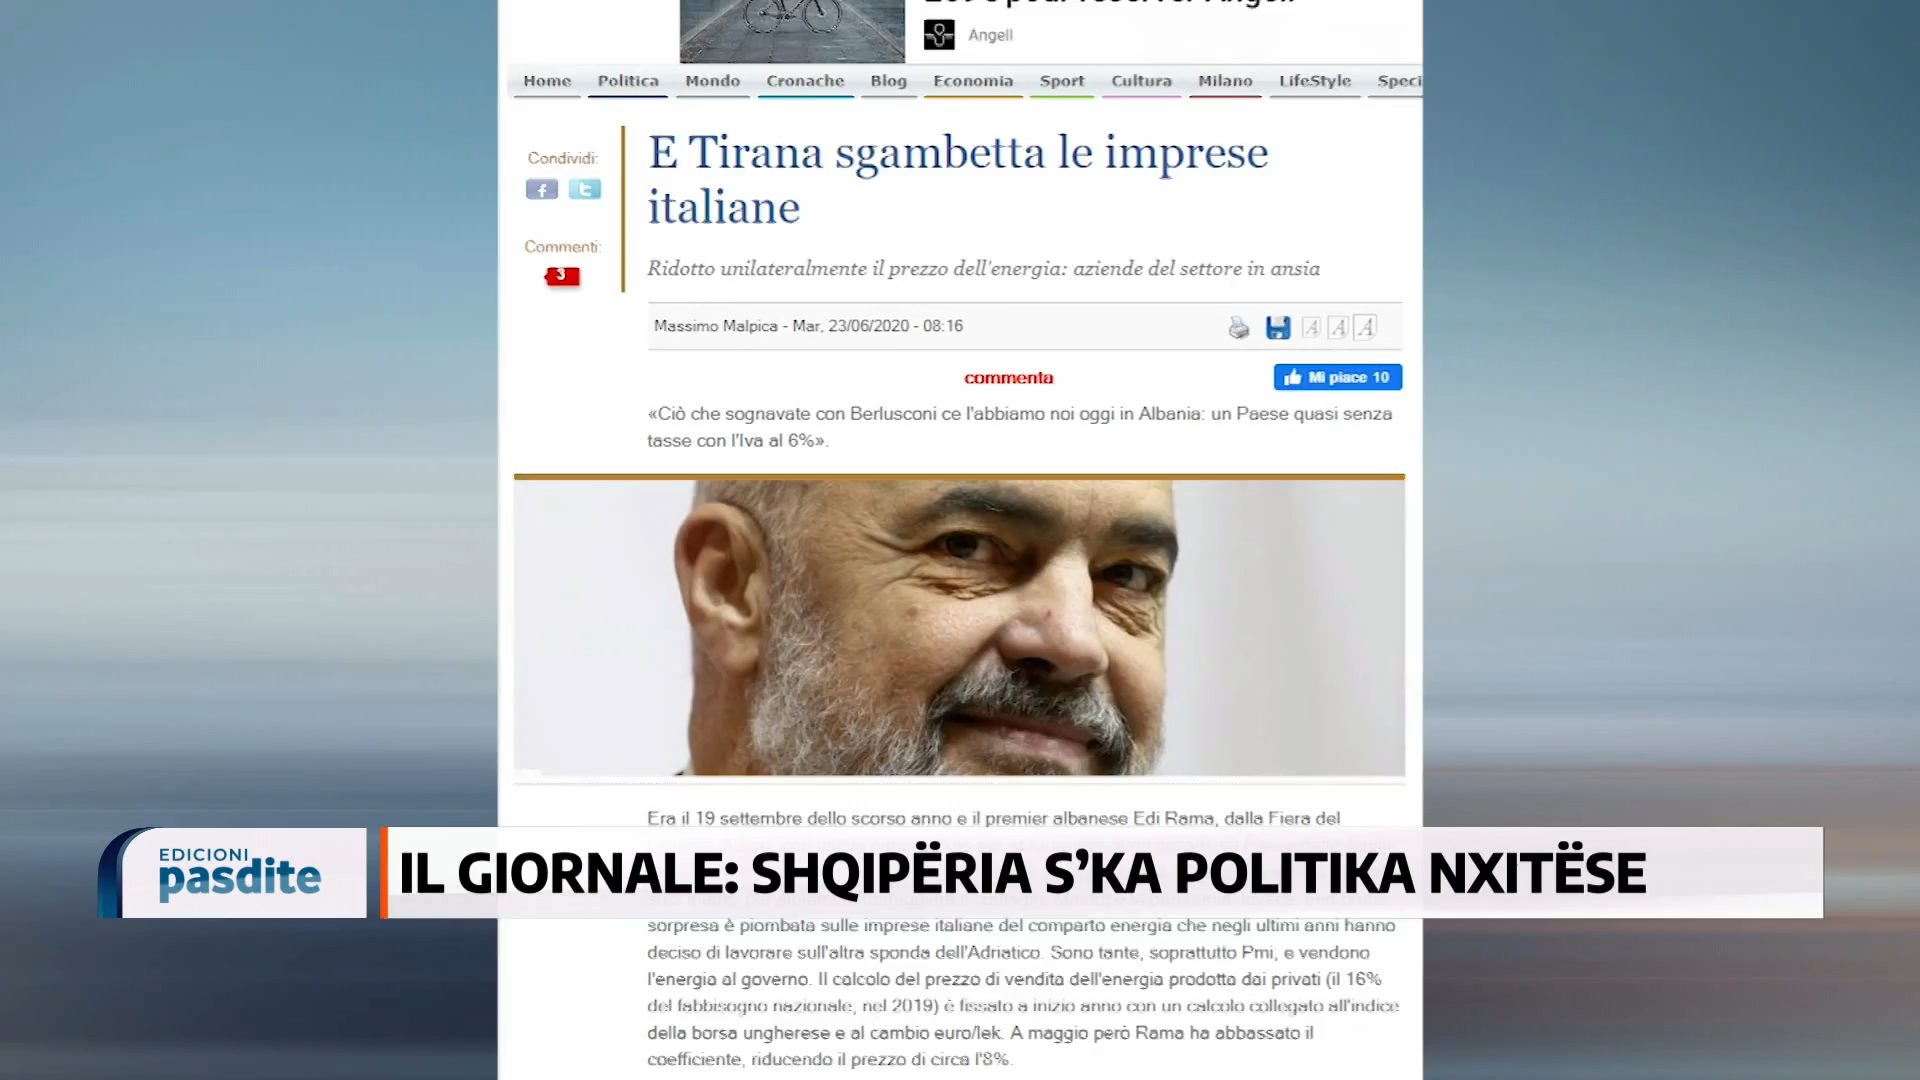 Angell
Home Politica Mondo Cronache Blog Economia Sport Cultura Milano LifeStyle Speci
Condividi:
Commenti:
3
E Tirana sgambetta le imprese
italiane
Ridotto unilateralmente il prezzo dell'energia: aziende del settore in ansia
Massimo Malpica - Mar, 23/06/2020 - 08:16
A A A
commenta
Mi piace 10
«Ciò che sognavate con Berlusconi ce l'abbiamo noi oggi in Albania: un Paese quasi senza
tasse con l'Iva al 6%».
Era il 19 settembre dello scorso anno e il premier albanese Edi Rama, dalla Fiera del
EDICIONI
pasdite
IL GIORNALE: SHQIPËRIA S’KA POLITIKA NXITËSE
sorpresa è piombata sulle imprese italiane del comparto energia che negli ultimi anni hanno
deciso di lavorare sull'altra sponda dell'Adriatico. Sono tante, soprattutto Pmi, e vendono
l'energia al governo. Il calcolo del prezzo di vendita dell'energia prodotta dai privati (il 16%
del fabbisogno nazionale, nel 2019) è fissato a inizio anno con un calcolo collegato all'indice
della borsa ungherese e al cambio euro/lek. A maggio però Rama ha abbassato il
coefficiente, riducendo il prezzo di circa l'8%.